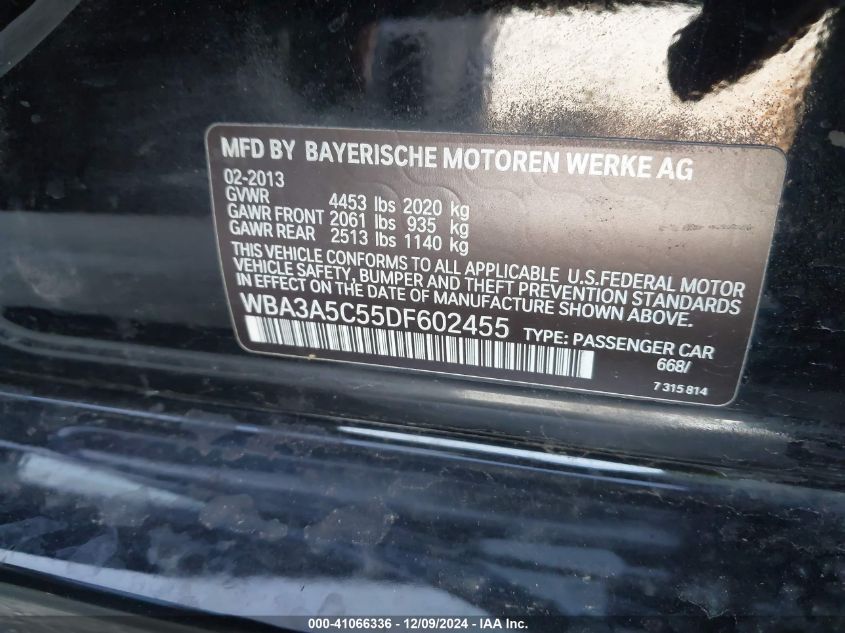 MFD BY BAYERISCHE MOTOREN WERKE AG
02-2013
GVWR 4453 lbs 2020 kg
GAWR FRONT 2061 lbs 935 kg
GAWR REAR 2513 lbs 1140 kg
THIS VEHICLE CONFORMS TO ALL APPLICABLE U.S.FEDERAL MOTOR
VEHICLE SAFETY, BUMPER AND THEFT PREVENTION STANDARDS
IN EFFECT ON THE DATE OF MANUFACTURE SHOWN ABOVE.
WBA3A5C55DF602455 TYPE: PASSENGER CAR
668/
7 315 814
000-41066336 - 12/09/2024 - IAA Inc.